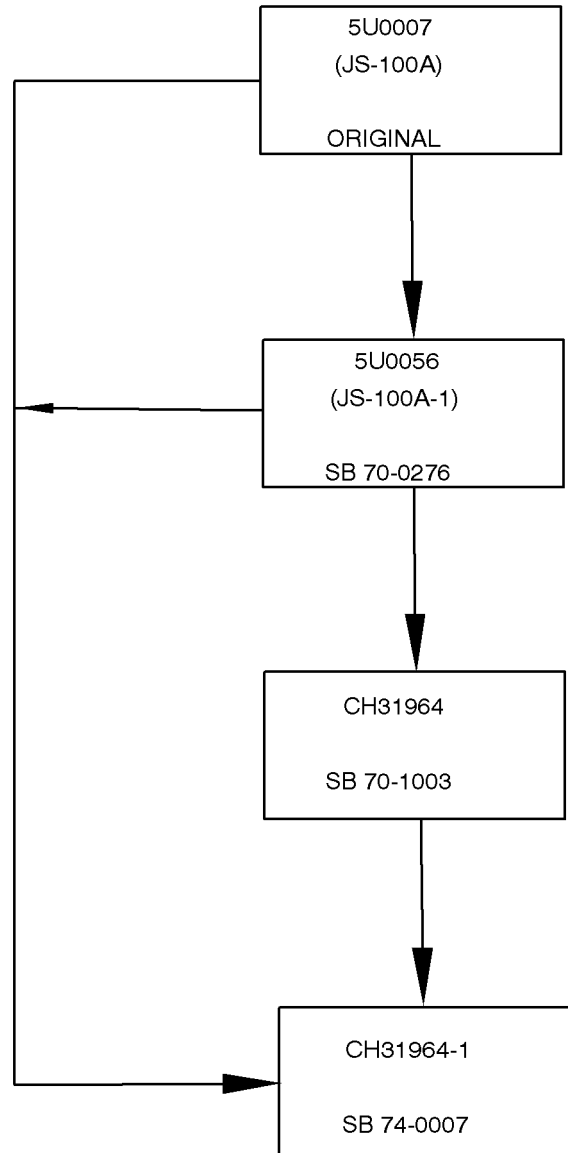 5U0007
(JS-100A)
ORIGINAL
5U0056
(JS-100A-1)
SB 70-0276
CH31964
SB 70-1003
CH31964-1
SB 74-0007